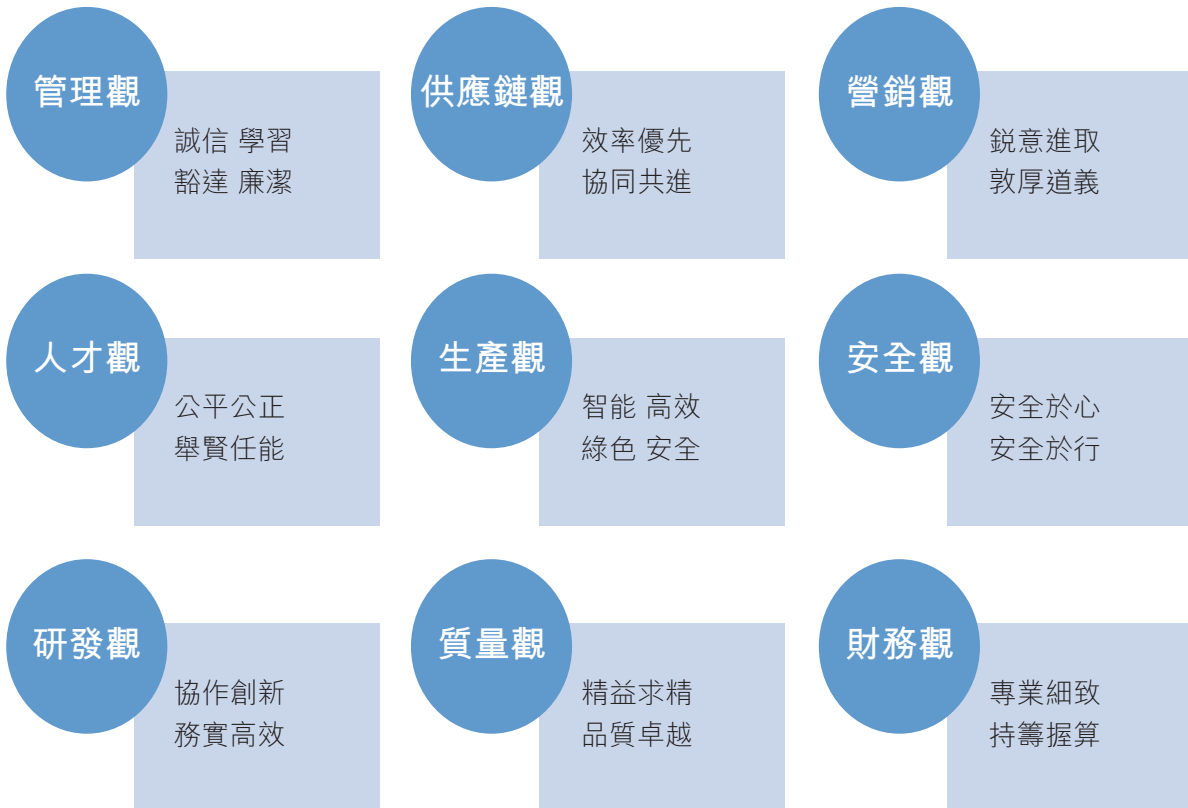 管理觀
誠信 學習
豁達 廉潔
供應鏈觀
效率優先
協同共進
營銷觀
鋭意進取
敦厚道義
人才觀
公平公正
舉賢任能
生產觀
智能 高效
綠色 安全
安全觀
安全於心
安全於行
研發觀
協作創新
務實高效
質量觀
精益求精
品質卓越
財務觀
專業細致
持籌握算